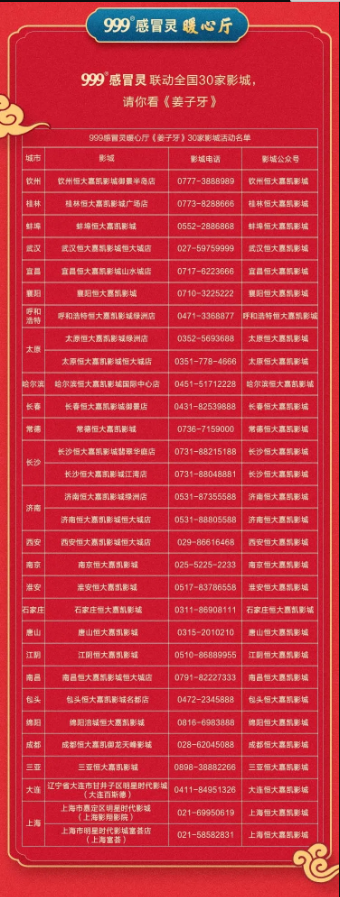 999®感冒灵 暖心厅
999®感冒灵 联动全国30家影城,
请你看《姜子牙》
999感冒灵暖心厅《姜子牙》30家影城活动名单
城市 影城 影城电话 影城公众号
钦州 钦州恒大嘉凯影城御景半岛店 0777-3888989 钦州恒大嘉凯影城
桂林 桂林恒大嘉凯影城广场店 0773-8288666 桂林恒大嘉凯影城
蚌埠 蚌埠恒大嘉凯影城 0552-2886868 蚌埠恒大嘉凯影城
武汉 武汉恒大嘉凯影城恒大城店 027-59759999 武汉恒大嘉凯影城
宜昌 宜昌恒大嘉凯影城山水城店 0717-6223666 宜昌恒大嘉凯影城
襄阳 襄阳恒大嘉凯影城 0710-3225222 襄阳恒大嘉凯影城
呼和
浩特 呼和浩特恒大嘉凯影城绿洲店 0471-3368877 呼和浩特恒大嘉凯影城
太原 太原恒大嘉凯影城绿洲店 0352-5693688 太原恒大嘉凯影城
太原恒大嘉凯影城恒大城店 0351-778-4666 太原恒大嘉凯影城
哈尔滨 哈尔滨恒大嘉凯影城国际中心店 0451-51712228 哈尔滨恒大嘉凯影城
长春 长春恒大嘉凯影城御景店 0431-82539888 长春恒大嘉凯影城
常德 常德恒大嘉凯影城 0736-7159000 常德恒大嘉凯影城
长沙 长沙恒大嘉凯影城翡翠华庭店 0731-88215188 长沙恒大嘉凯影城
长沙恒大嘉凯影城江湾店 0731-88048881 长沙恒大嘉凯影城
济南 济南恒大嘉凯影城绿洲店 0531-87355588 济南恒大嘉凯影城
济南恒大嘉凯影城恒大城店 0531-88805588 济南恒大嘉凯影城
西安 西安恒大嘉凯影城恒大城店 029-86616468 西安恒大嘉凯影城
南京 南京恒大嘉凯影城 025-5225-2233 南京恒大嘉凯影城
淮安 淮安恒大嘉凯影城 0517-83786558 淮安恒大嘉凯影城
石家庄 石家庄恒大嘉凯影城 0311-86908111 石家庄恒大嘉凯影城
唐山 唐山恒大嘉凯影城 0315-2010210 唐山恒大嘉凯影城
江阴 江阴恒大嘉凯影城 0510-86889955 江阴恒大嘉凯影城
南昌 南昌恒大嘉凯影城恒大城店 0791-82227333 南昌恒大嘉凯影城
包头 包头恒大嘉凯影城名都店 0472-2345888 包头恒大嘉凯影城
绵阳 绵阳涪城恒大嘉凯影城 0816-6983888 绵阳恒大嘉凯影城
成都 成都恒大嘉凯御龙天峰影城 028-62045088 成都恒大嘉凯影城
三亚 三亚恒大嘉凯影城 0898-38882266 三亚恒大嘉凯影城
大连 辽宁省大连市甘井子区明星时代影城
(大连百斯德) 0411-84951326 大连恒大嘉凯影城
上海 上海市嘉定区明星时代影城
(上海影翔影院) 021-69950619 上海恒大嘉凯影城
上海市明星时代影城富荟店
(上海富荟) 021-58582831 上海恒大嘉凯影城